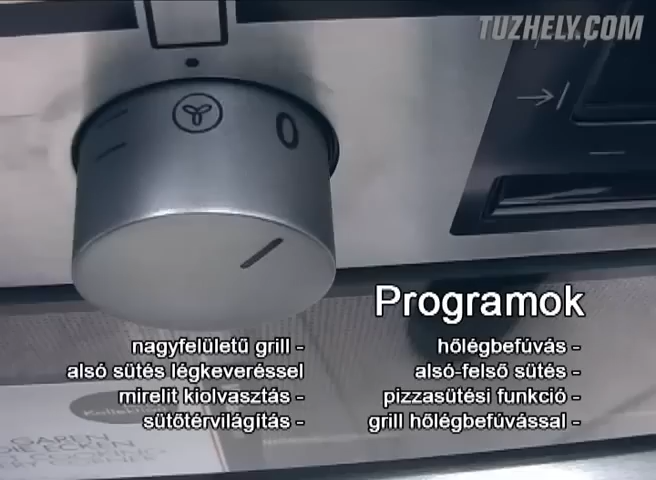 TUZHELY.COM
0
Programok
nagyfelületű grill -
alsó sütés légkeveréssel
mirelit kiolvasztás -
sütőtérvilágítás -
hőlégbefúvás -
alsó-felső sütés -
pizzasütési funkció -
grill hőlégbefúvással -
GAREN